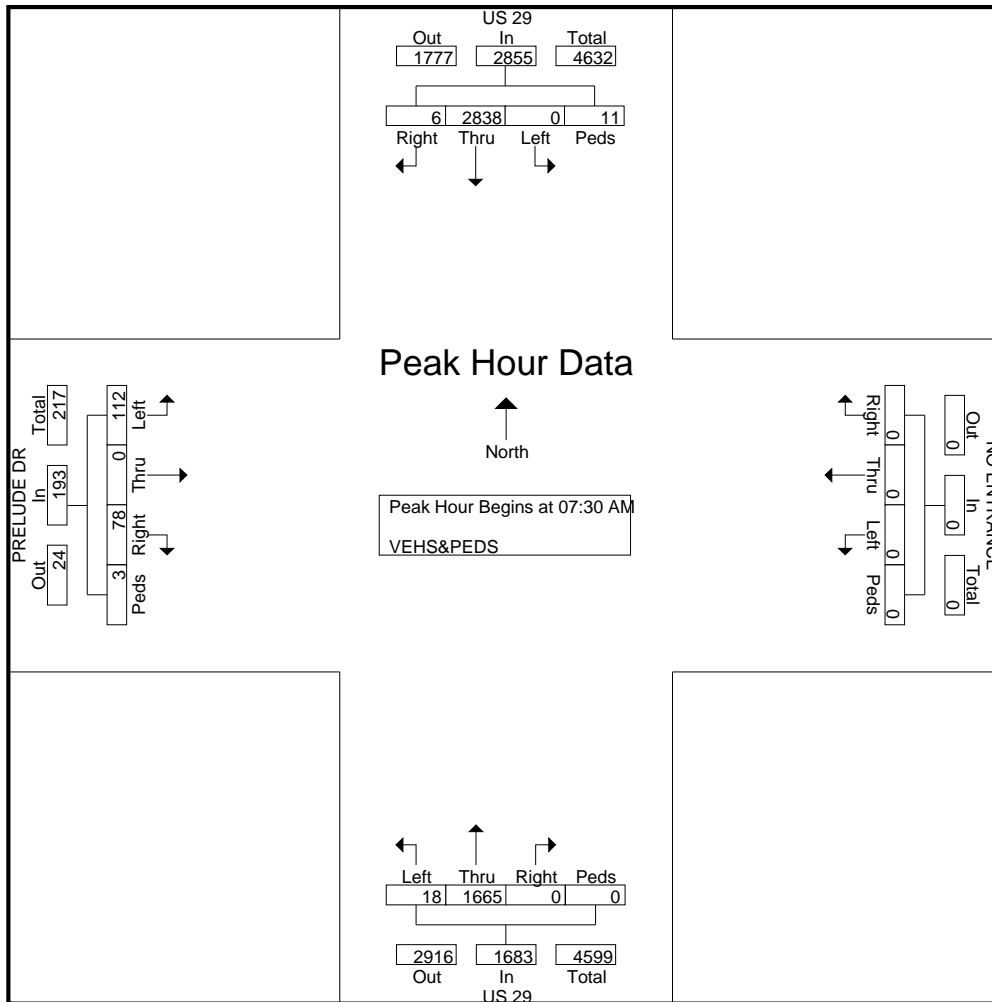 US 29
Out In Total
1777 2855 4632
6 2838 0 11
Right Thru Left Peds
Peak Hour Data
North
Peak Hour Begins at 07:30 AM
VEHS&PEDS
PRELUDE DR
Out In Total
24 193 217
112 0 78 3
Left Thru Right Peds
NO ENTRANCE
Out In Total
0 0 0
0 0 0 0
Right Thru Left Peds
Left Thru Right Peds
18 1665 0 0
2916 1683 4599
Out In Total
US 29